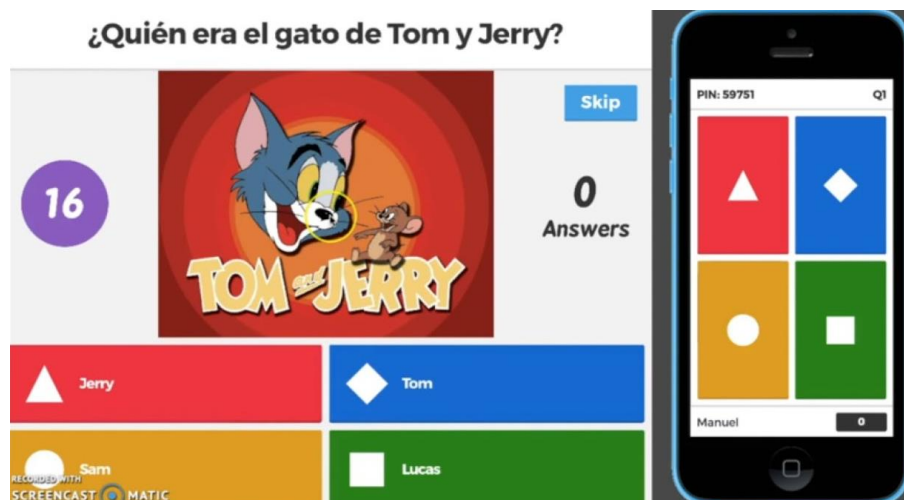 ¿Quién era el gato de Tom y Jerry?
Skip
16
0
Answers
TOM and JERRY
Jerry
Tom
Sam
Lucas
RECORDED WITH
SCREENCAST MATIC
PIN: 59751 Q1
Manuel 0